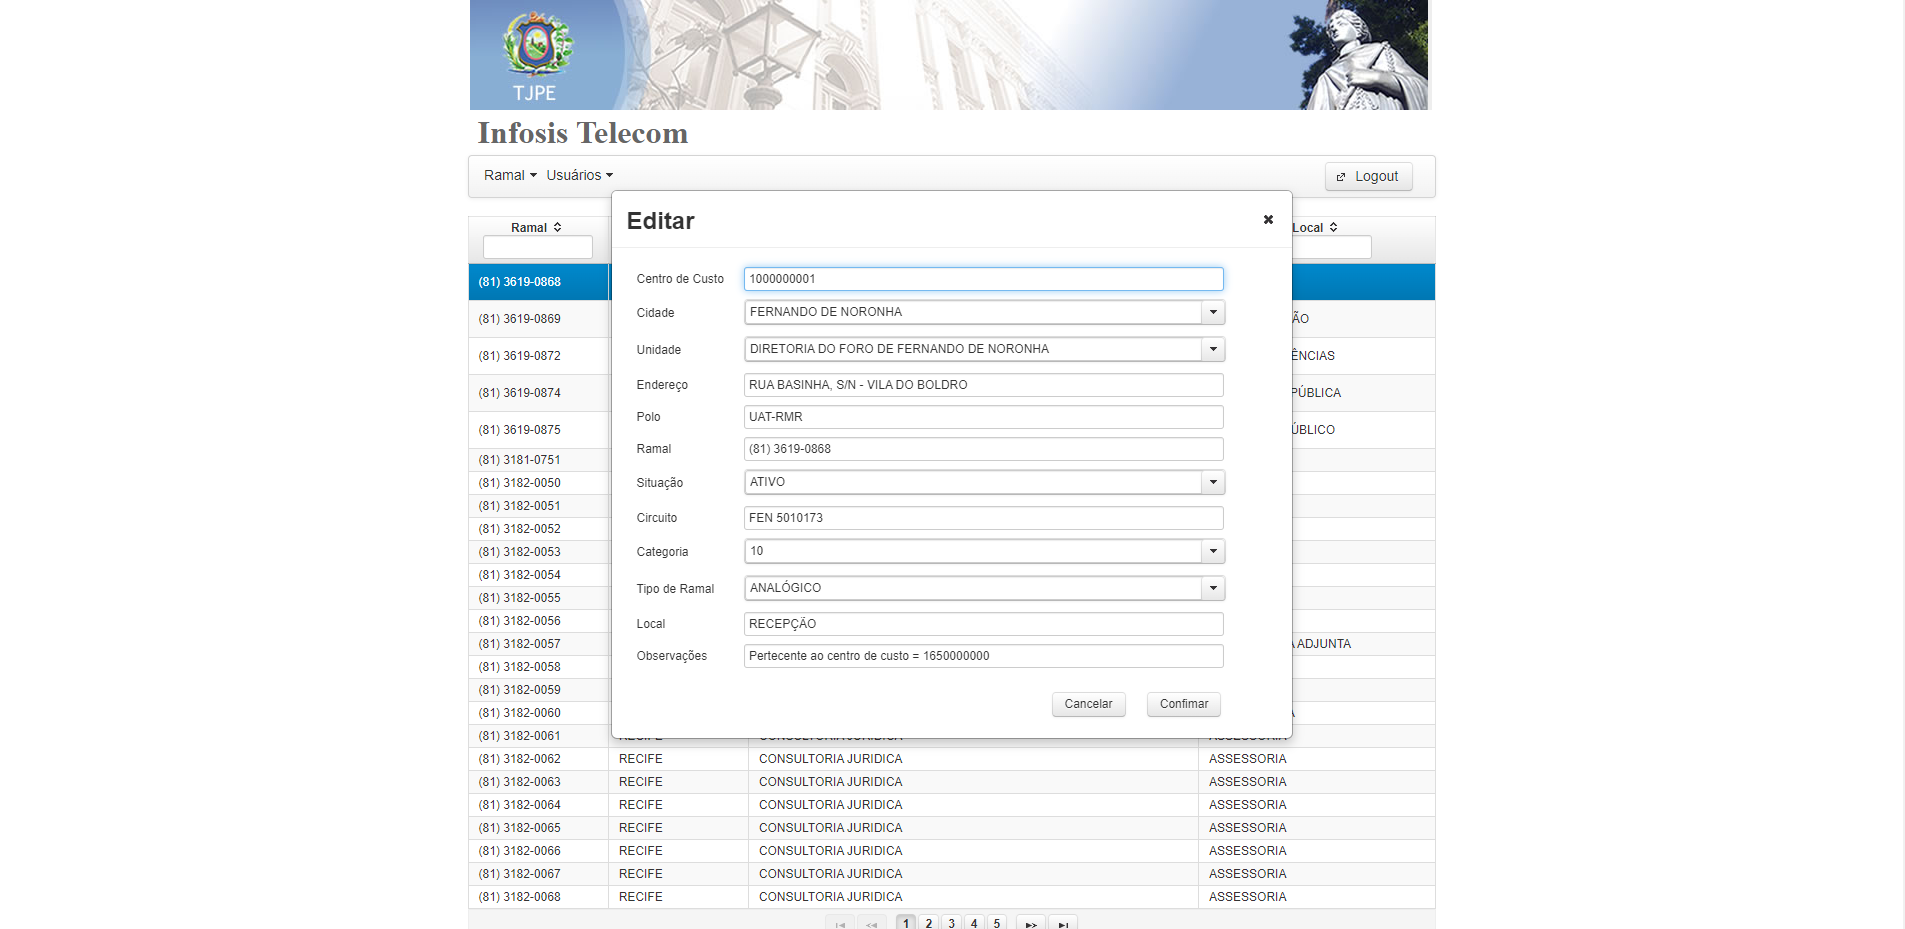 TJPE
Infosis Telecom
Ramal Usuários Logout
Ramal Local
Editar
Centro de Custo 1000000001
Cidade FERNANDO DE NORONHA
Unidade DIRETORIA DO FORO DE FERNANDO DE NORONHA
Endereço RUA BASINHA, S/N - VILA DO BOLDRO
Polo UAT-RMR
Ramal (81) 3619-0868
Situação ATIVO
Circuito FEN 5010173
Categoria 10
Tipo de Ramal ANALÓGICO
Local RECEPÇÃO
Observações Pertecente ao centro de custo = 1650000000
Cancelar Confimar
(81) 3619-0868
(81) 3619-0869 ÃO
(81) 3619-0872 ÊNCIAS
(81) 3619-0874 PÚBLICA
(81) 3619-0875 ÚBLICO
(81) 3181-0751
(81) 3182-0050
(81) 3182-0051
(81) 3182-0052
(81) 3182-0053
(81) 3182-0054
(81) 3182-0055
(81) 3182-0056
(81) 3182-0057 A ADJUNTA
(81) 3182-0058
(81) 3182-0059
(81) 3182-0060 A
(81) 3182-0061 RECIFE CONSULTORIA JURIDICA ASSESSORIA
(81) 3182-0062 RECIFE CONSULTORIA JURIDICA ASSESSORIA
(81) 3182-0063 RECIFE CONSULTORIA JURIDICA ASSESSORIA
(81) 3182-0064 RECIFE CONSULTORIA JURIDICA ASSESSORIA
(81) 3182-0065 RECIFE CONSULTORIA JURIDICA ASSESSORIA
(81) 3182-0066 RECIFE CONSULTORIA JURIDICA ASSESSORIA
(81) 3182-0067 RECIFE CONSULTORIA JURIDICA ASSESSORIA
(81) 3182-0068 RECIFE CONSULTORIA JURIDICA ASSESSORIA
1 2 3 4 5